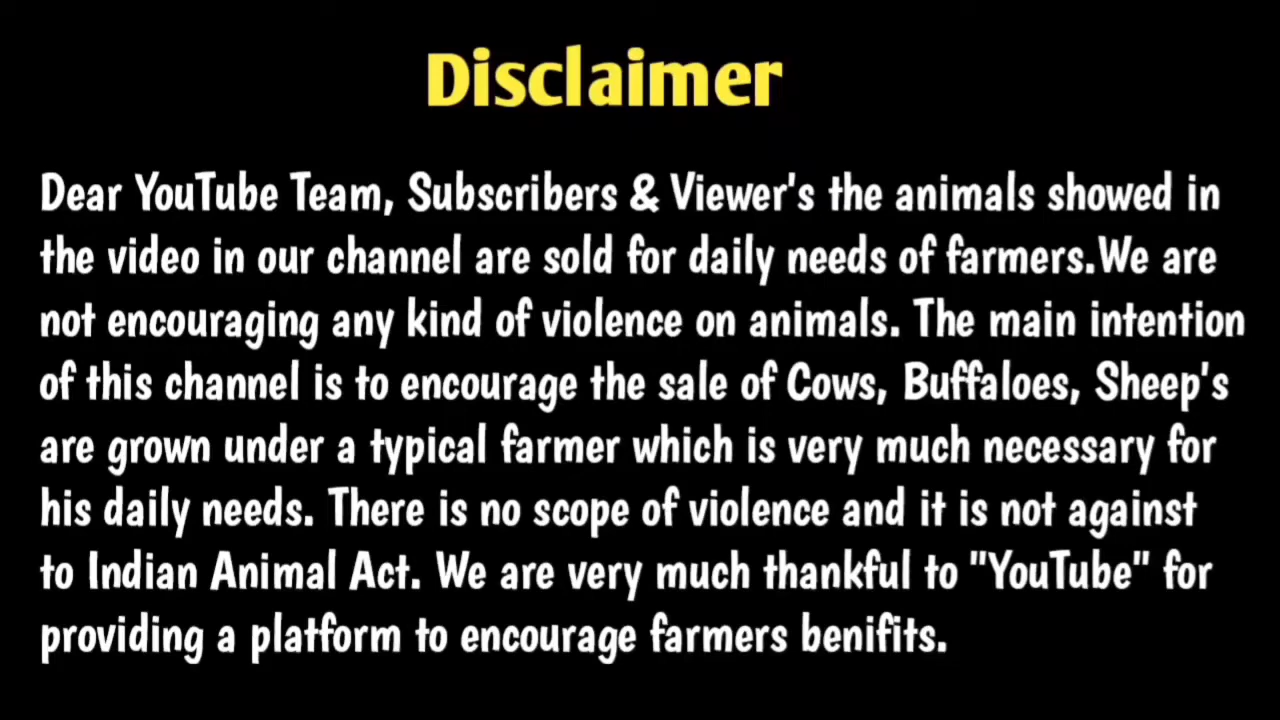 Disclaimer
Dear YouTube Team, Subscribers & Viewer's the animals showed in
the video in our channel are sold for daily needs of farmers.We are
not encouraging any kind of violence on animals. The main intention
of this channel is to encourage the sale of Cows, Buffaloes, Sheep's
are grown under a typical farmer which is very much necessary for
his daily needs. There is no scope of violence and it is not against
to Indian Animal Act. We are very much thankful to "YouTube" for
providing a platform to encourage farmers benifits.